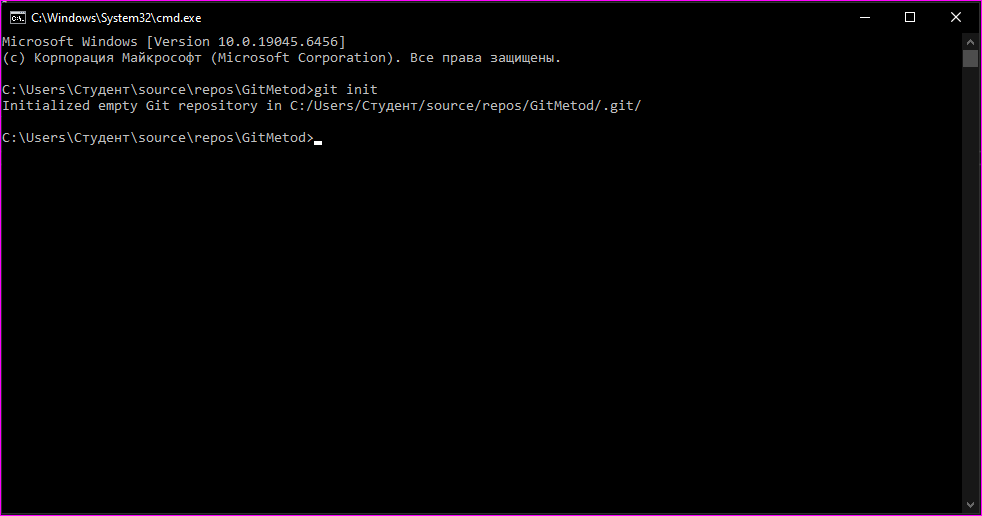 C:\Windows\System32\cmd.exe
Microsoft Windows [Version 10.0.19045.6456]
(c) Корпорация Майкрософт (Microsoft Corporation). Все права защищены.
C:\Users\Студент\source\repos\GitMetod>git init
Initialized empty Git repository in C:/Users/Студент/source/repos/GitMetod/.git/
C:\Users\Студент\source\repos\GitMetod>